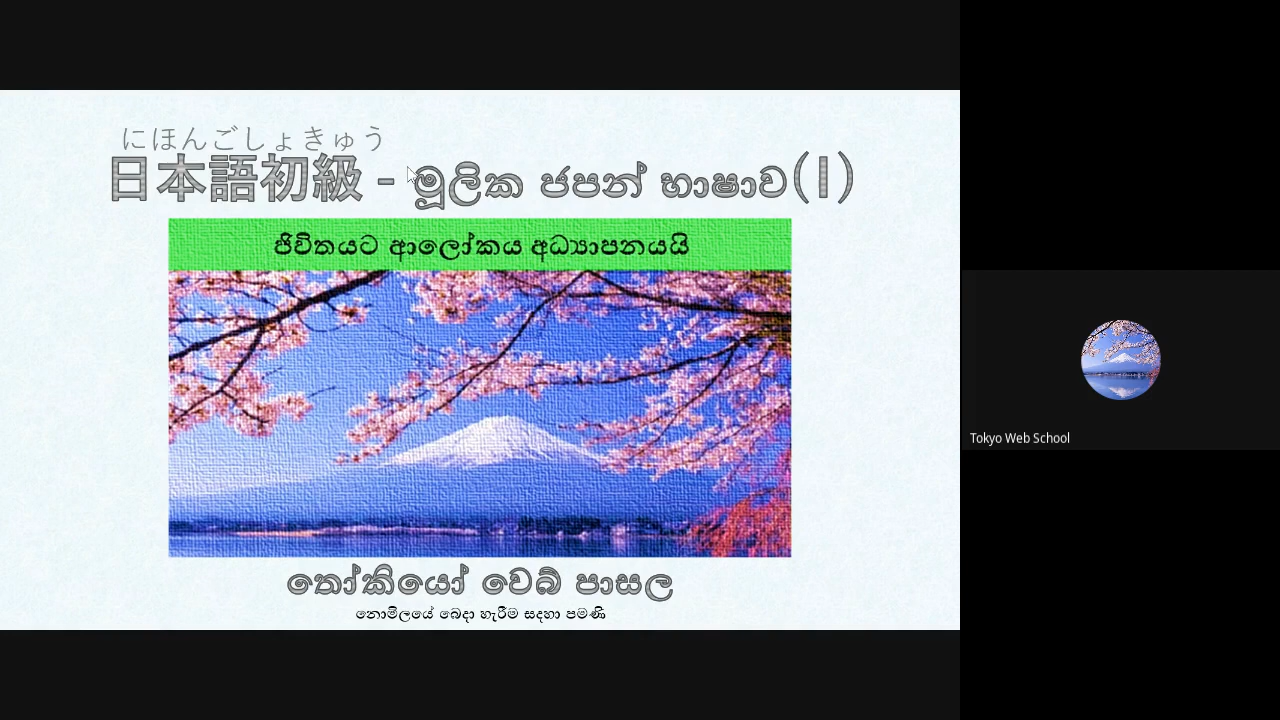 にほんごしょきゅう
日本語初級 - මූලික ජපන් භාෂාව(I)
ජිවිතයට ආලෝකය අධ්‍යාපනයයි
තෝකියෝ වෙබ් පාසල
නොමිලයේ බෙදා හැරීම සදහා පමණි
Tokyo Web School